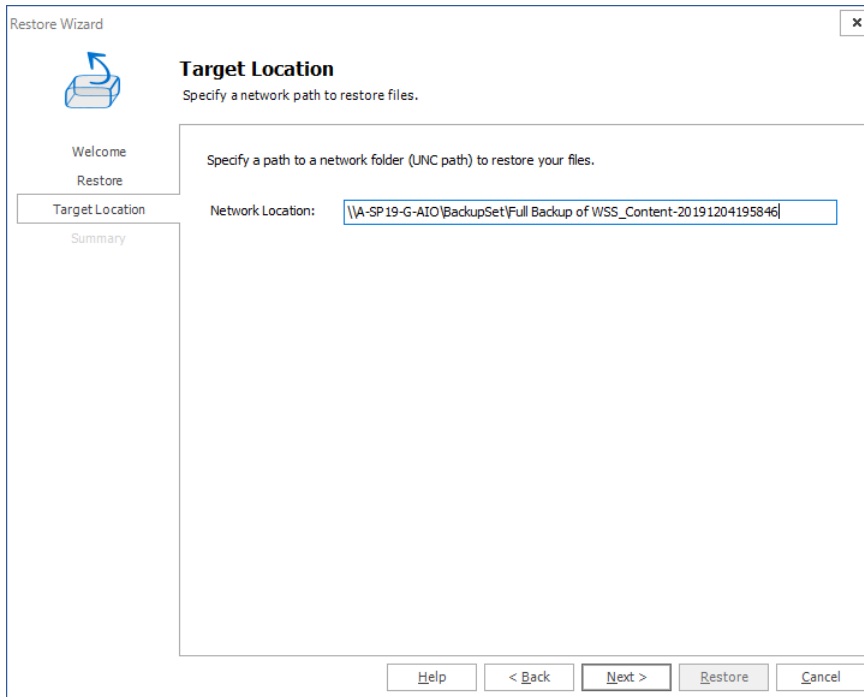 Restore Wizard
Target Location
Specify a network path to restore files.
Welcome
Restore
Target Location
Summary
Specify a path to a network folder (UNC path) to restore your files.
Network Location: \\A-SP19-G-AIO\BackupSet\Full Backup of WSS_Content-20191204195846
Help < Back Next > Restore Cancel